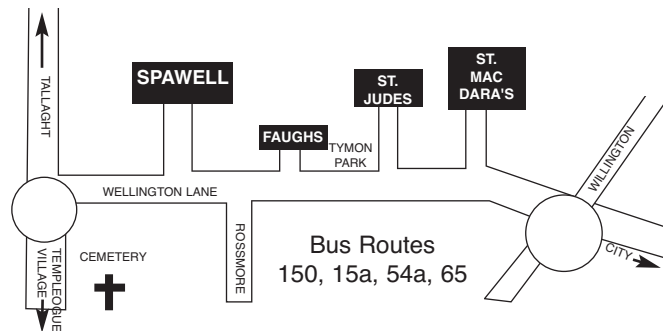 TALLAGHT
SPAWELL
FAUGHS
TYMON
PARK
ST.
JUDES
ST.
MAC
DARA'S
WILLINGTON
WELLINGTON LANE
ROSSMORE
TEMPLEOGUE
VILLAGE
CEMETERY
Bus Routes
150, 15a, 54a, 65
CITY